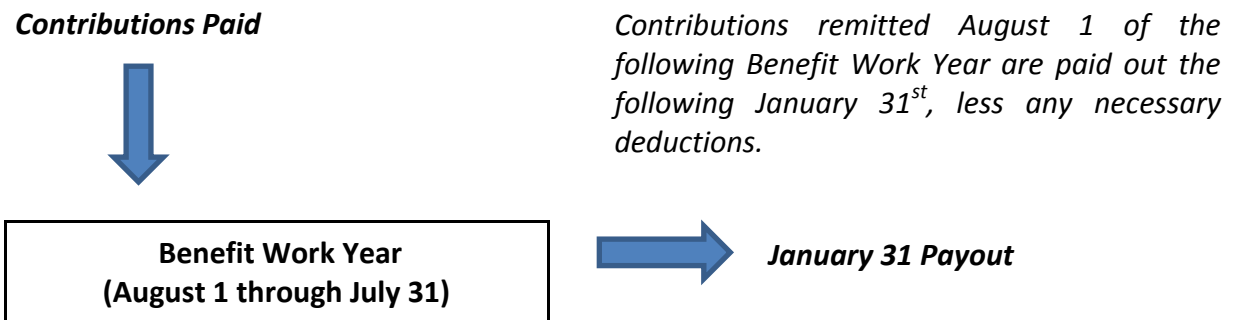 Contributions Paid
Contributions remitted August 1 of the
following Benefit Work Year are paid out the
following January 31st, less any necessary
deductions.
Benefit Work Year
(August 1 through July 31)
January 31 Payout